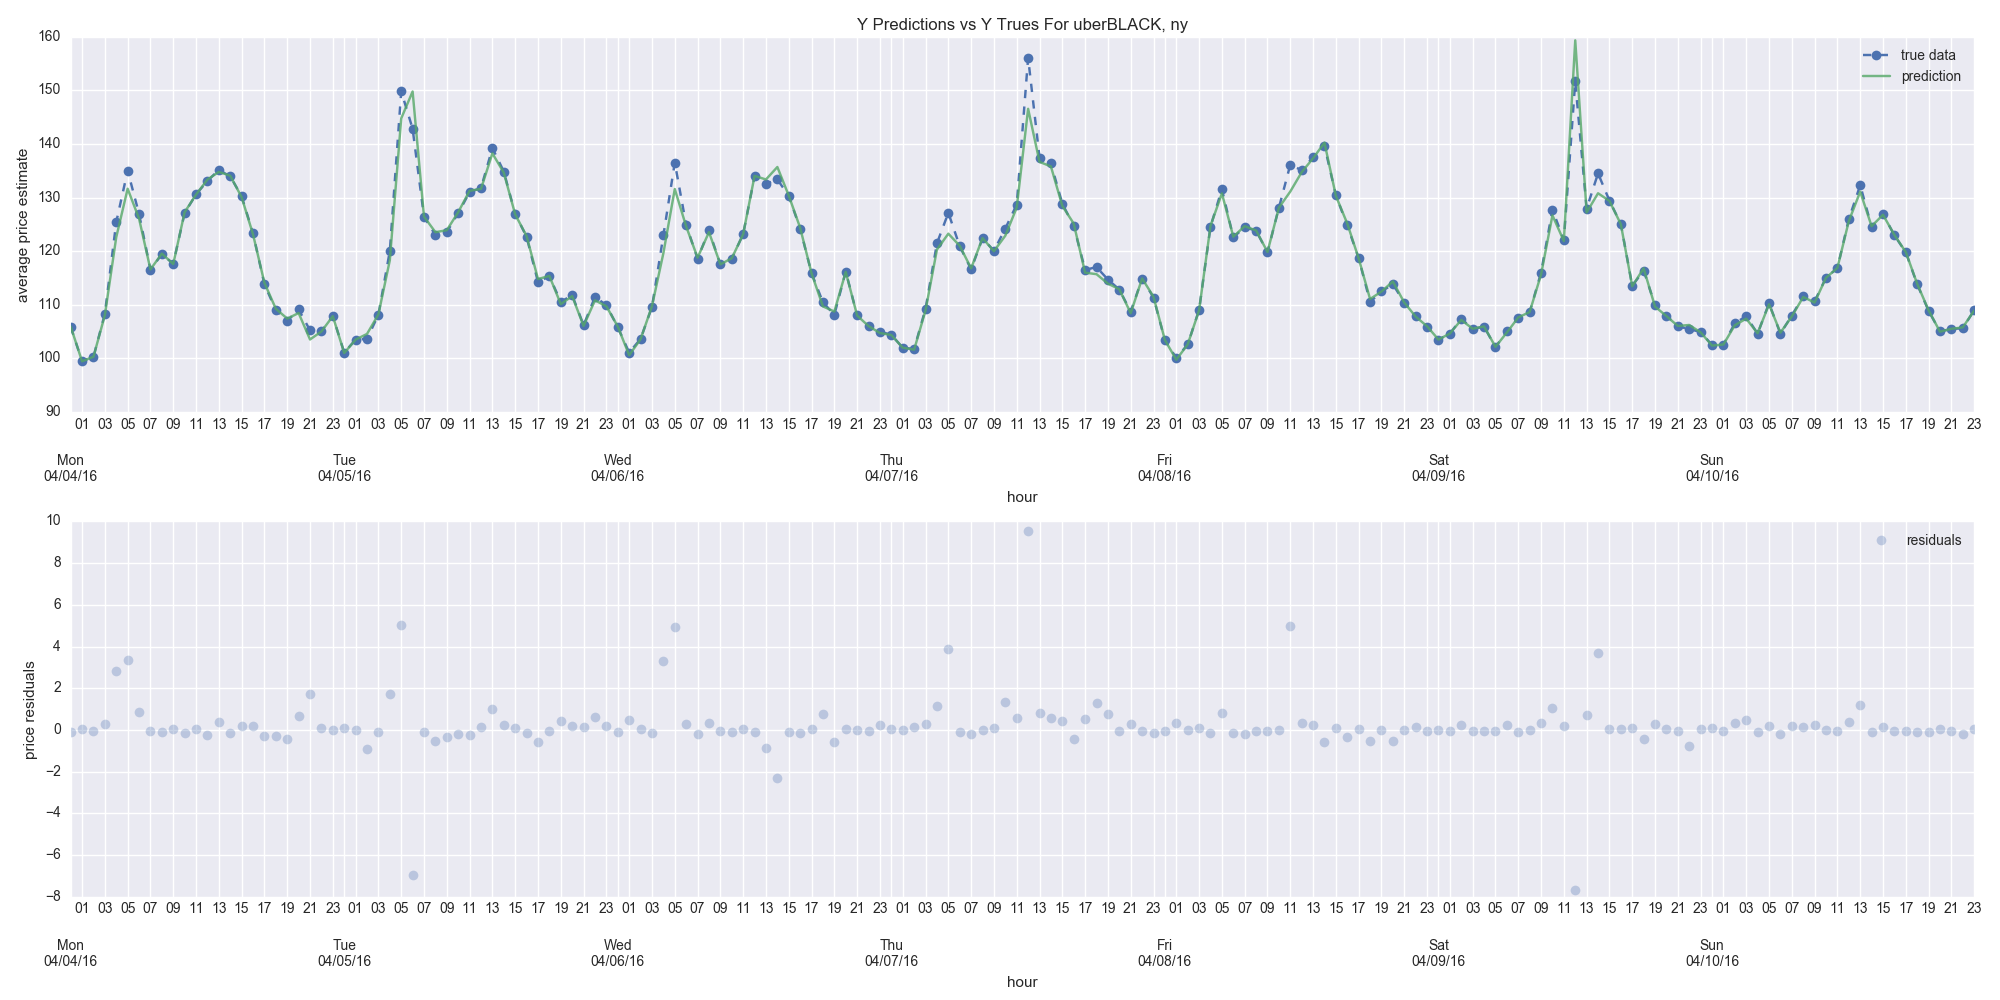 Y Predictions vs Y Trues For uberBLACK, ny
160
150
140
130
120
110
100
90
average price estimate
true data
prediction
01 03 05 07 09 11 13 15 17 19 21 23 01 03 05 07 09 11 13 15 17 19 21 23 01 03 05 07 09 11 13 15 17 19 21 23 01 03 05 07 09 11 13 15 17 19 21 23 01 03 05 07 09 11 13 15 17 19 21 23 01 03 05 07 09 11 13 15 17 19 21 23 01 03 05 07 09 11 13 15 17 19 21 23
Mon Tue Wed Thu Fri Sat Sun
04/04/16 04/05/16 04/06/16 04/07/16 04/08/16 04/09/16 04/10/16
hour
10
8
6
4
2
0
−2
−4
−6
−8
price residuals
residuals
01 03 05 07 09 11 13 15 17 19 21 23 01 03 05 07 09 11 13 15 17 19 21 23 01 03 05 07 09 11 13 15 17 19 21 23 01 03 05 07 09 11 13 15 17 19 21 23 01 03 05 07 09 11 13 15 17 19 21 23 01 03 05 07 09 11 13 15 17 19 21 23 01 03 05 07 09 11 13 15 17 19 21 23
Mon Tue Wed Thu Fri Sat Sun
04/04/16 04/05/16 04/06/16 04/07/16 04/08/16 04/09/16 04/10/16
hour